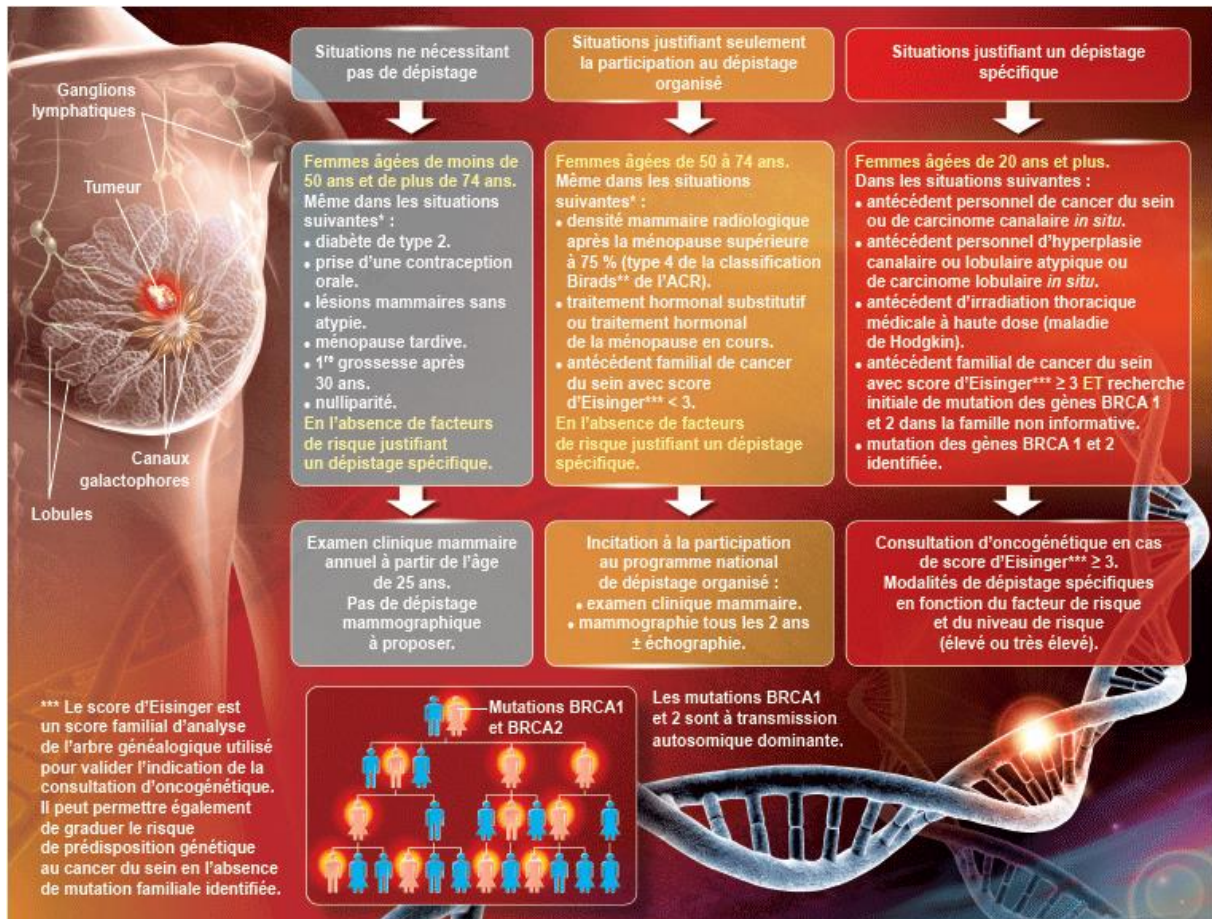 Situations ne nécessitant
pas de dépistage
Situations justifiant seulement
la participation au dépistage
organisé
Situations justifiant un dépistage
spécifique
Ganglions
lymphatiques
Tumeur
Canaux
galactophores
Lobules
Femmes âgées de moins de
50 ans et de plus de 74 ans.
Même dans les situations
suivantes* :
• diabète de type 2.
• prise d'une contraception
orale.
• lésions mammaires sans
atypie.
• ménopause tardive.
• 1re grossesse après
30 ans.
• nulliparité.
En l'absence de facteurs
de risque justifiant
un dépistage spécifique.
Femmes âgées de 50 à 74 ans.
Même dans les situations
suivantes* :
• densité mammaire radiologique
après la ménopause supérieure
à 75 % (type 4 de la classification
Birads** de l'ACR).
• traitement hormonal substitutif
ou traitement hormonal
de la ménopause en cours.
• antécédent familial de cancer
du sein avec score
d'Eisinger*** < 3.
En l'absence de facteurs
de risque justifiant un dépistage
spécifique.
Femmes âgées de 20 ans et plus.
Dans les situations suivantes :
• antécédent personnel de cancer du sein
ou de carcinome canalaire in situ.
• antécédent personnel d'hyperplasie
canalaire ou lobulaire atypique ou
de carcinome lobulaire in situ.
• antécédent d'irradiation thoracique
médicale à haute dose (maladie
de Hodgkin).
• antécédent familial de cancer du sein
avec score d'Eisinger*** ≥ 3 ET recherche
initiale de mutation des gènes BRCA 1
et 2 dans la famille non informative.
• mutation des gènes BRCA 1 et 2
identifiée.
Examen clinique mammaire
annuel à partir de l'âge
de 25 ans.
Pas de dépistage
mammographique
à proposer.
Incitation à la participation
au programme national
de dépistage organisé :
• examen clinique mammaire.
• mammographie tous les 2 ans
± échographie.
Consultation d'oncogénétique en cas
de score d'Eisinger*** ≥ 3.
Modalités de dépistage spécifiques
en fonction du facteur de risque
et du niveau de risque
(élevé ou très élevé).
*** Le score d'Eisinger est
un score familial d'analyse
de l'arbre généalogique utilisé
pour valider l'indication de la
consultation d'oncogénétique.
Il peut permettre également
de graduer le risque
de prédisposition génétique
au cancer du sein en l'absence
de mutation familiale identifiée.
Mutations BRCA1
et BRCA2
Les mutations BRCA1
et 2 sont à transmission
autosomique dominante.